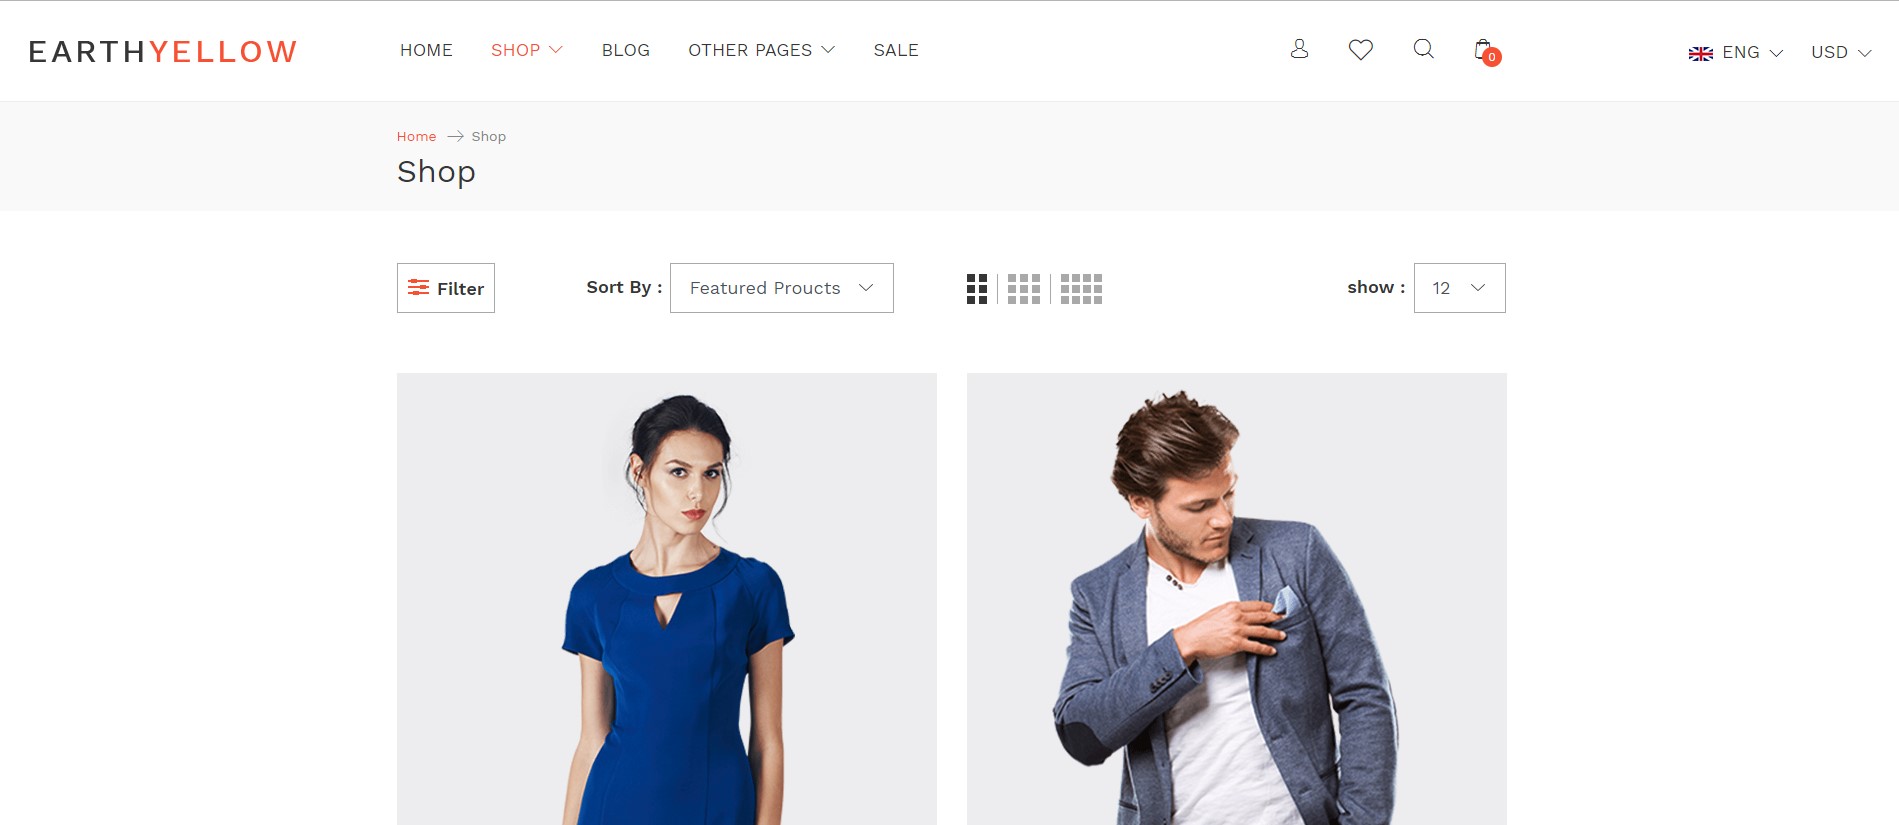 EARTHYELLOW HOME SHOP BLOG OTHER PAGES SALE 0 ENG USD
Home Shop
Shop
Filter Sort By : Featured Proucts show : 12